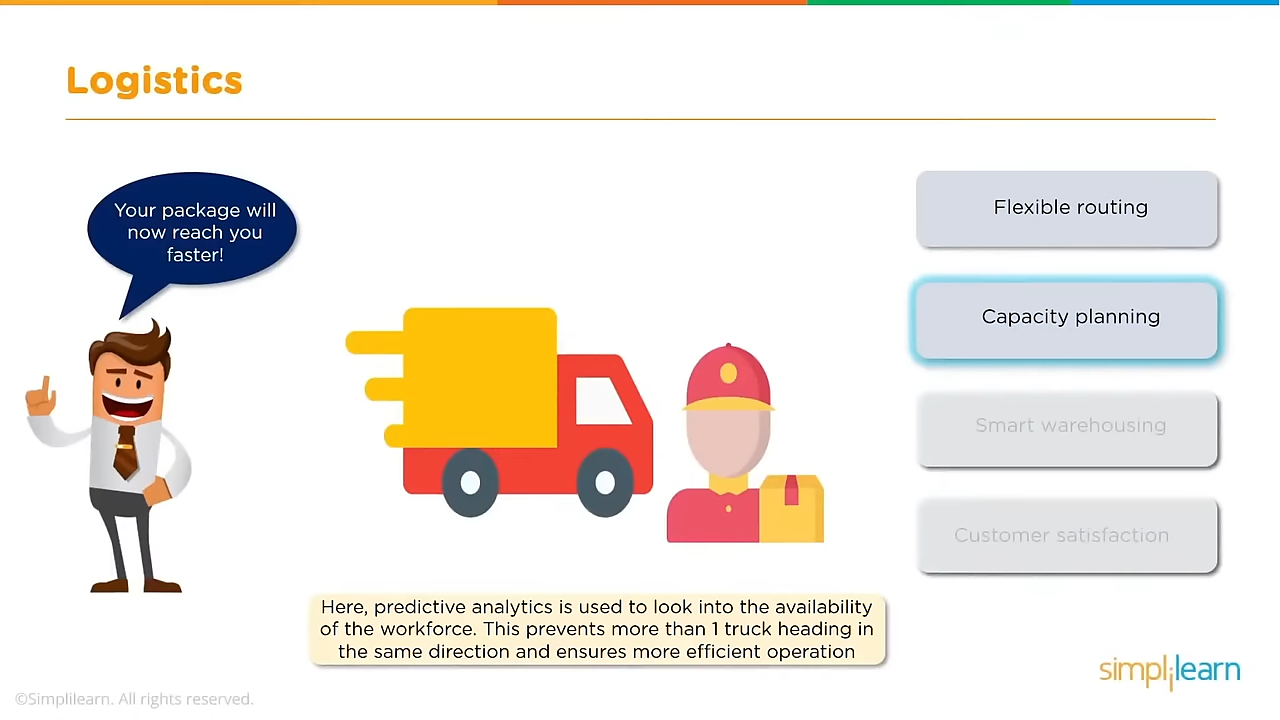 Logistics
Your package will
now reach you
faster!
Flexible routing
Capacity planning
Smart warehousing
Customer satisfaction
Here, predictive analytics is used to look into the availability
of the workforce. This prevents more than 1 truck heading in
the same direction and ensures more efficient operation
simplilearn
©Simplilearn. All rights reserved.